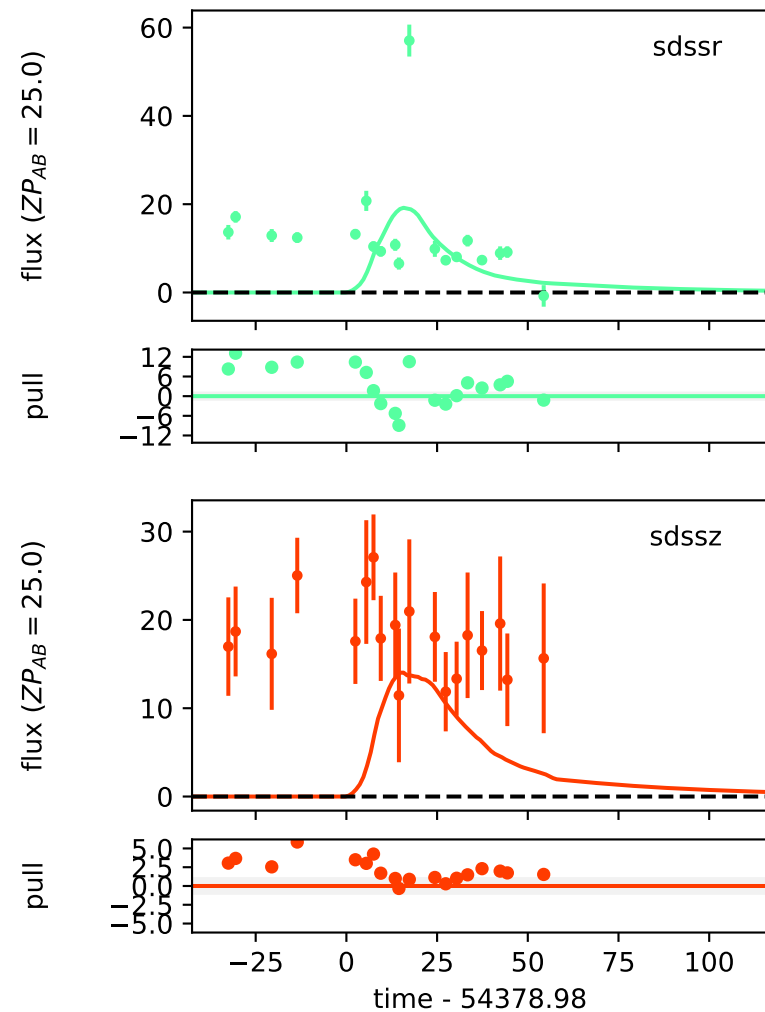 sdssr
flux (ZP_AB = 25.0)
60
40
20
0
pull
12
6
0
−6
−12
sdssz
flux (ZP_AB = 25.0)
30
20
10
0
pull
5.0
2.5
0.0
−2.5
−5.0
−25 0 25 50 75 100
time - 54378.98